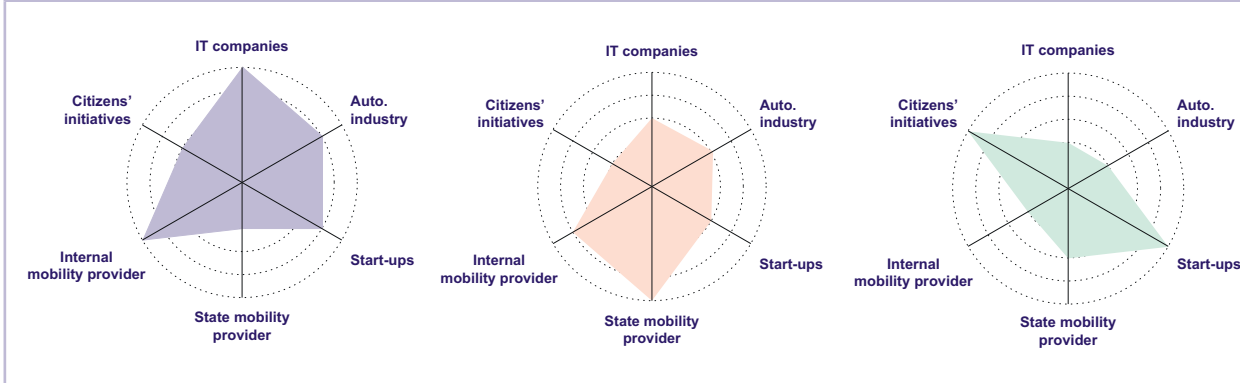 IT companies
Citizens’
initiatives
Auto.
industry
Internal
mobility provider
Start-ups
State mobility
provider
IT companies
Citizens’
initiatives
Auto.
industry
Internal
mobility provider
Start-ups
State mobility
provider
IT companies
Citizens’
initiatives
Auto.
industry
Internal
mobility provider
Start-ups
State mobility
provider